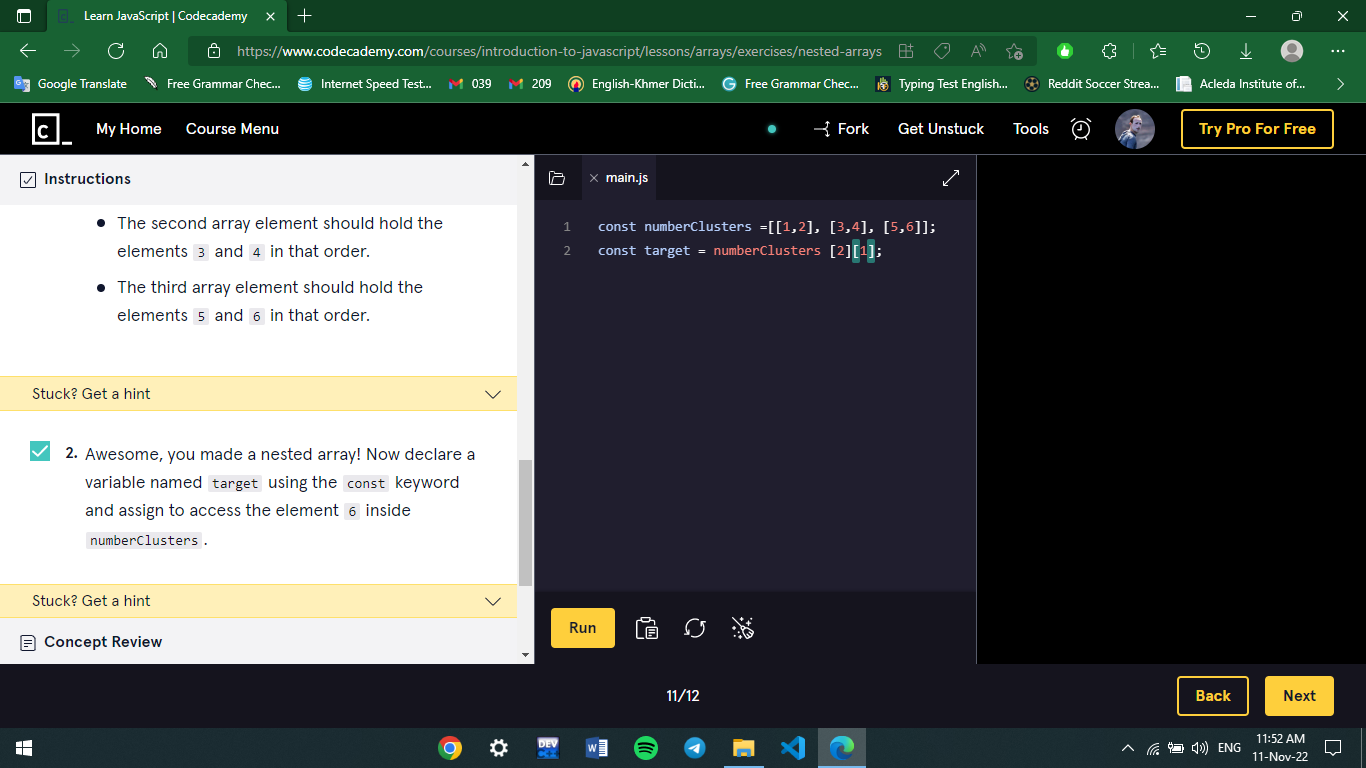 Learn JavaScript | Codecademy
https://www.codecademy.com/courses/introduction-to-javascript/lessons/arrays/exercises/nested-arrays
Google Translate
Free Grammar Chec...
Internet Speed Test...
039
209
English-Khmer Dicti...
Free Grammar Chec...
Typing Test English...
Reddit Soccer Strea...
Acleda Institute of...
c_
My Home
Course Menu
Fork
Get Unstuck
Tools
Try Pro For Free
Instructions
The second array element should hold the
elements 3 and 4 in that order.
The third array element should hold the
elements 5 and 6 in that order.
Stuck? Get a hint
2. Awesome, you made a nested array! Now declare a
variable named target using the const keyword
and assign to access the element 6 inside
numberClusters.
Stuck? Get a hint
Concept Review
main.js
1 const numberClusters =[[1,2], [3,4], [5,6]];
2 const target = numberClusters [2][1];
Run
11/12
Back
Next
DEV
ENG
11:52 AM
11-Nov-22